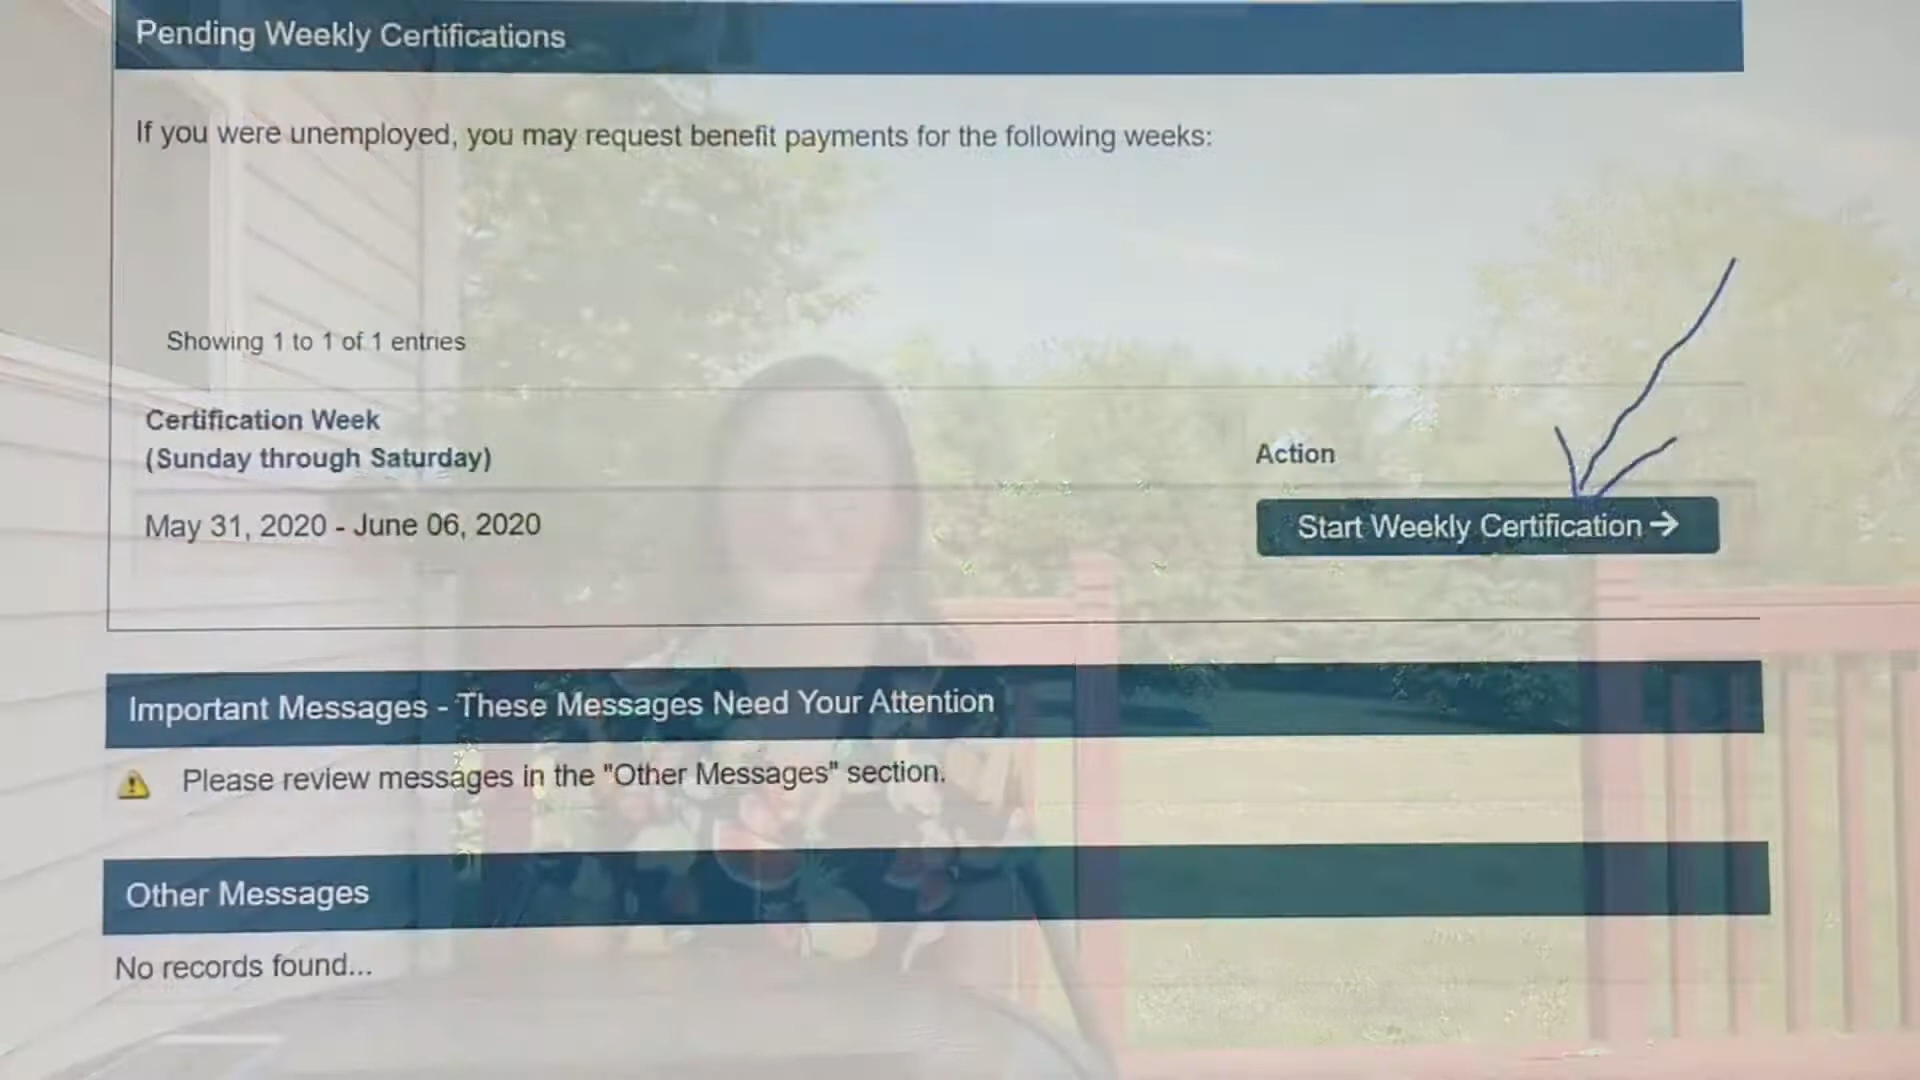 Pending Weekly Certifications
If you were unemployed, you may request benefit payments for the following weeks:
Showing 1 to 1 of 1 entries
Certification Week
(Sunday through Saturday)
Action
May 31, 2020 - June 06, 2020
Start Weekly Certification →
Important Messages - These Messages Need Your Attention
Please review messages in the "Other Messages" section.
Other Messages
No records found...